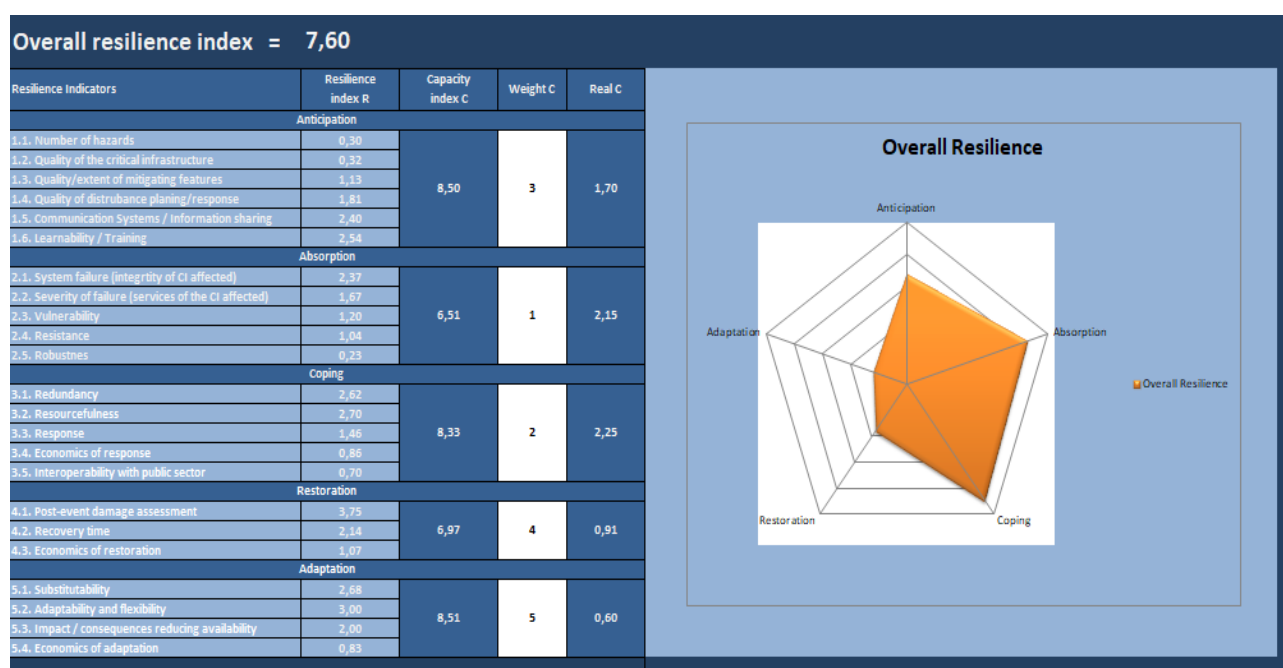 Overall resilience index = 7,60
Resilience Indicators Resilience index R Capacity index C Weight C Real C
Anticipation
1.1. Number of hazards 0,30
1.2. Quality of the critical infrastructure 0,32
1.3. Quality/extent of mitigating features 1,13
1.4. Quality of distrubance planing/response 1,81
1.5. Communication Systems / Information sharing 2,40
1.6. Learnability / Training 2,54
8,50 3 1,70
Absorption
2.1. System failure (integrtity of CI affected) 2,37
2.2. Severity of failure (services of the CI affected) 1,67
2.3. Vulnerability 1,20
2.4. Resistance 1,04
2.5. Robustnes 0,23
6,51 1 2,15
Coping
3.1. Redundancy 2,62
3.2. Resourcefulness 2,70
3.3. Response 1,46
3.4. Economics of response 0,86
3.5. Interoperability with public sector 0,70
8,33 2 2,25
Restoration
4.1. Post-event damage assessment 3,75
4.2. Recovery time 2,14
4.3. Economics of restoration 1,07
6,97 4 0,91
Adaptation
5.1. Substitutability 2,68
5.2. Adaptability and flexibility 3,00
5.3. Impact / consequences reducing availability 2,00
5.4. Economics of adaptation 0,83
8,51 5 0,60
Overall Resilience
Anticipation
Adaptation
Absorption
Overall Resilience
Restoration
Coping